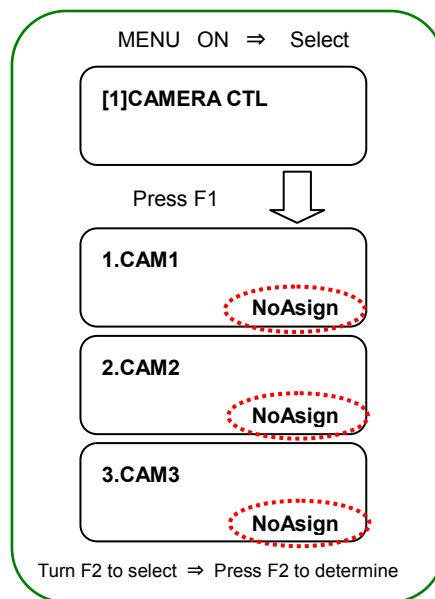 MENU ON ⇒ Select
[1]CAMERA CTL
Press F1
1.CAM1
NoAsign
2.CAM2
NoAsign
3.CAM3
NoAsign
Turn F2 to select ⇒ Press F2 to determine